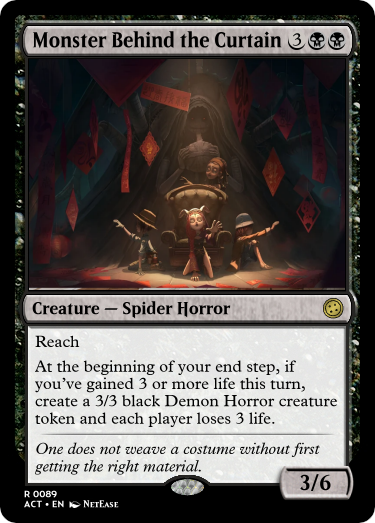 Monster Behind the Curtain 3
Creature — Spider Horror
Reach
At the beginning of your end step, if
you've gained 3 or more life this turn,
create a 3/3 black Demon Horror creature
token and each player loses 3 life.
One does not weave a costume without first
getting the right material.
3/6
R 0089
ACT • EN NetEase